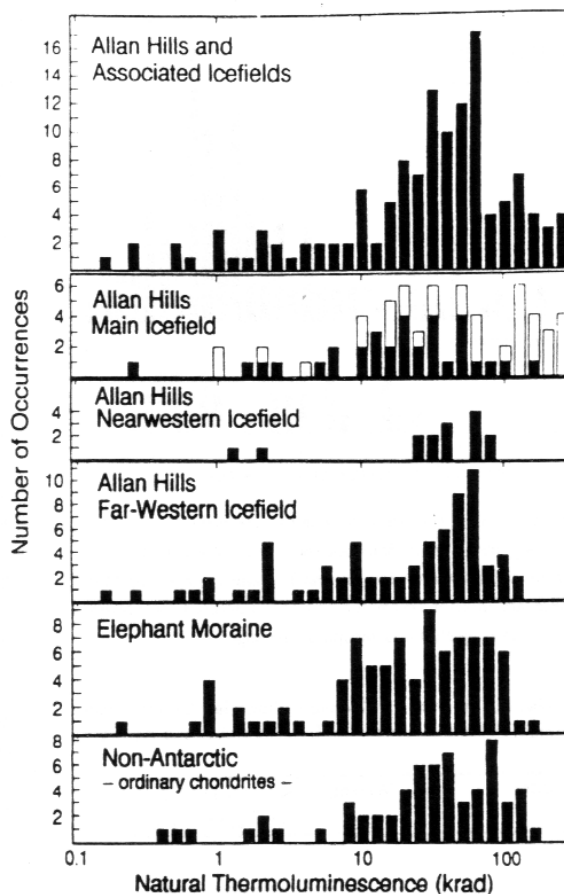 Allan Hills and
Associated Icefields
16
14
12
10
8
6
4
2
Allan Hills
Main Icefield
6
4
2
Allan Hills
Nearwestern Icefield
4
2
Allan Hills
Far-Western Icefield
10
8
6
4
2
Elephant Moraine
8
6
4
2
Non-Antarctic
– ordinary chondrites –
8
6
4
2
Number of Occurrences
0.1 1 10 100
Natural Thermoluminescence (krad)